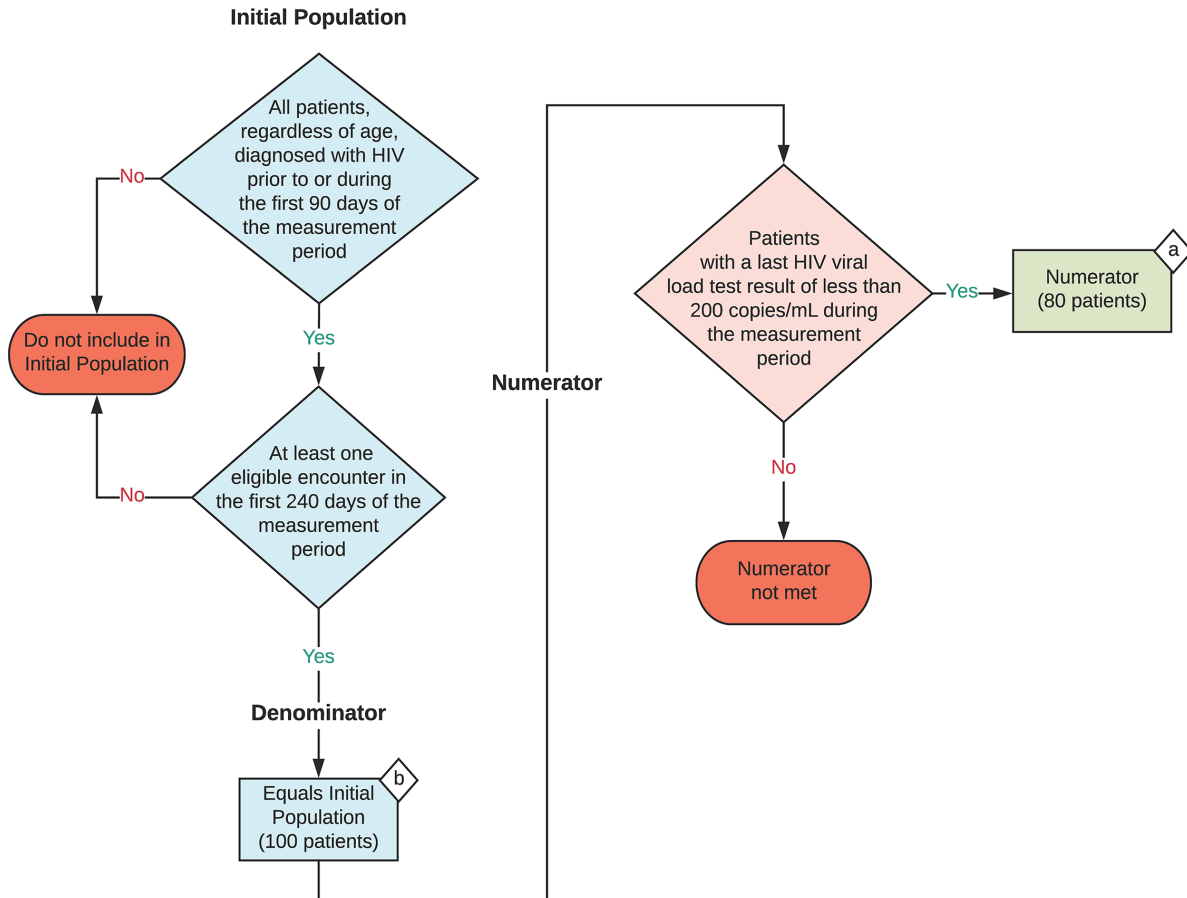 Initial Population
All patients,
regardless of age,
diagnosed with HIV
prior to or during
the first 90 days of
the measurement
period
No
Do not include in
Initial Population
Yes
At least one
eligible encounter in
the first 240 days of the
measurement
period
No
Yes
Denominator
b
Equals Initial
Population
(100 patients)
Numerator
Patients
with a last HIV viral
load test result of less than
200 copies/mL during
the measurement
period
Yes
a
Numerator
(80 patients)
No
Numerator
not met